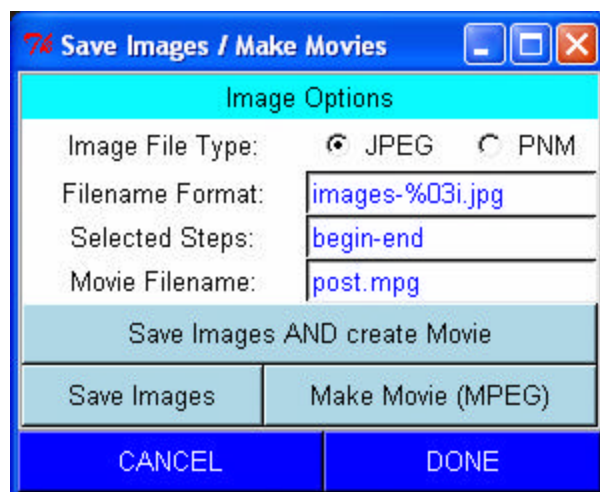 Save Images / Make Movies
Image Options
Image File Type: JPEG PNM
Filename Format: images-%03i.jpg
Selected Steps: begin-end
Movie Filename: post.mpg
Save Images AND create Movie
Save Images Make Movie (MPEG)
CANCEL DONE